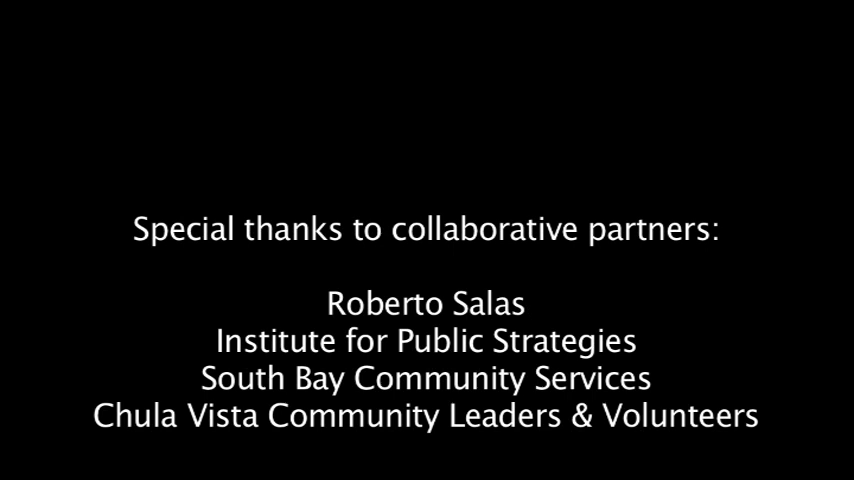 Special thanks to collaborative partners:
Roberto Salas
Institute for Public Strategies
South Bay Community Services
Chula Vista Community Leaders & Volunteers